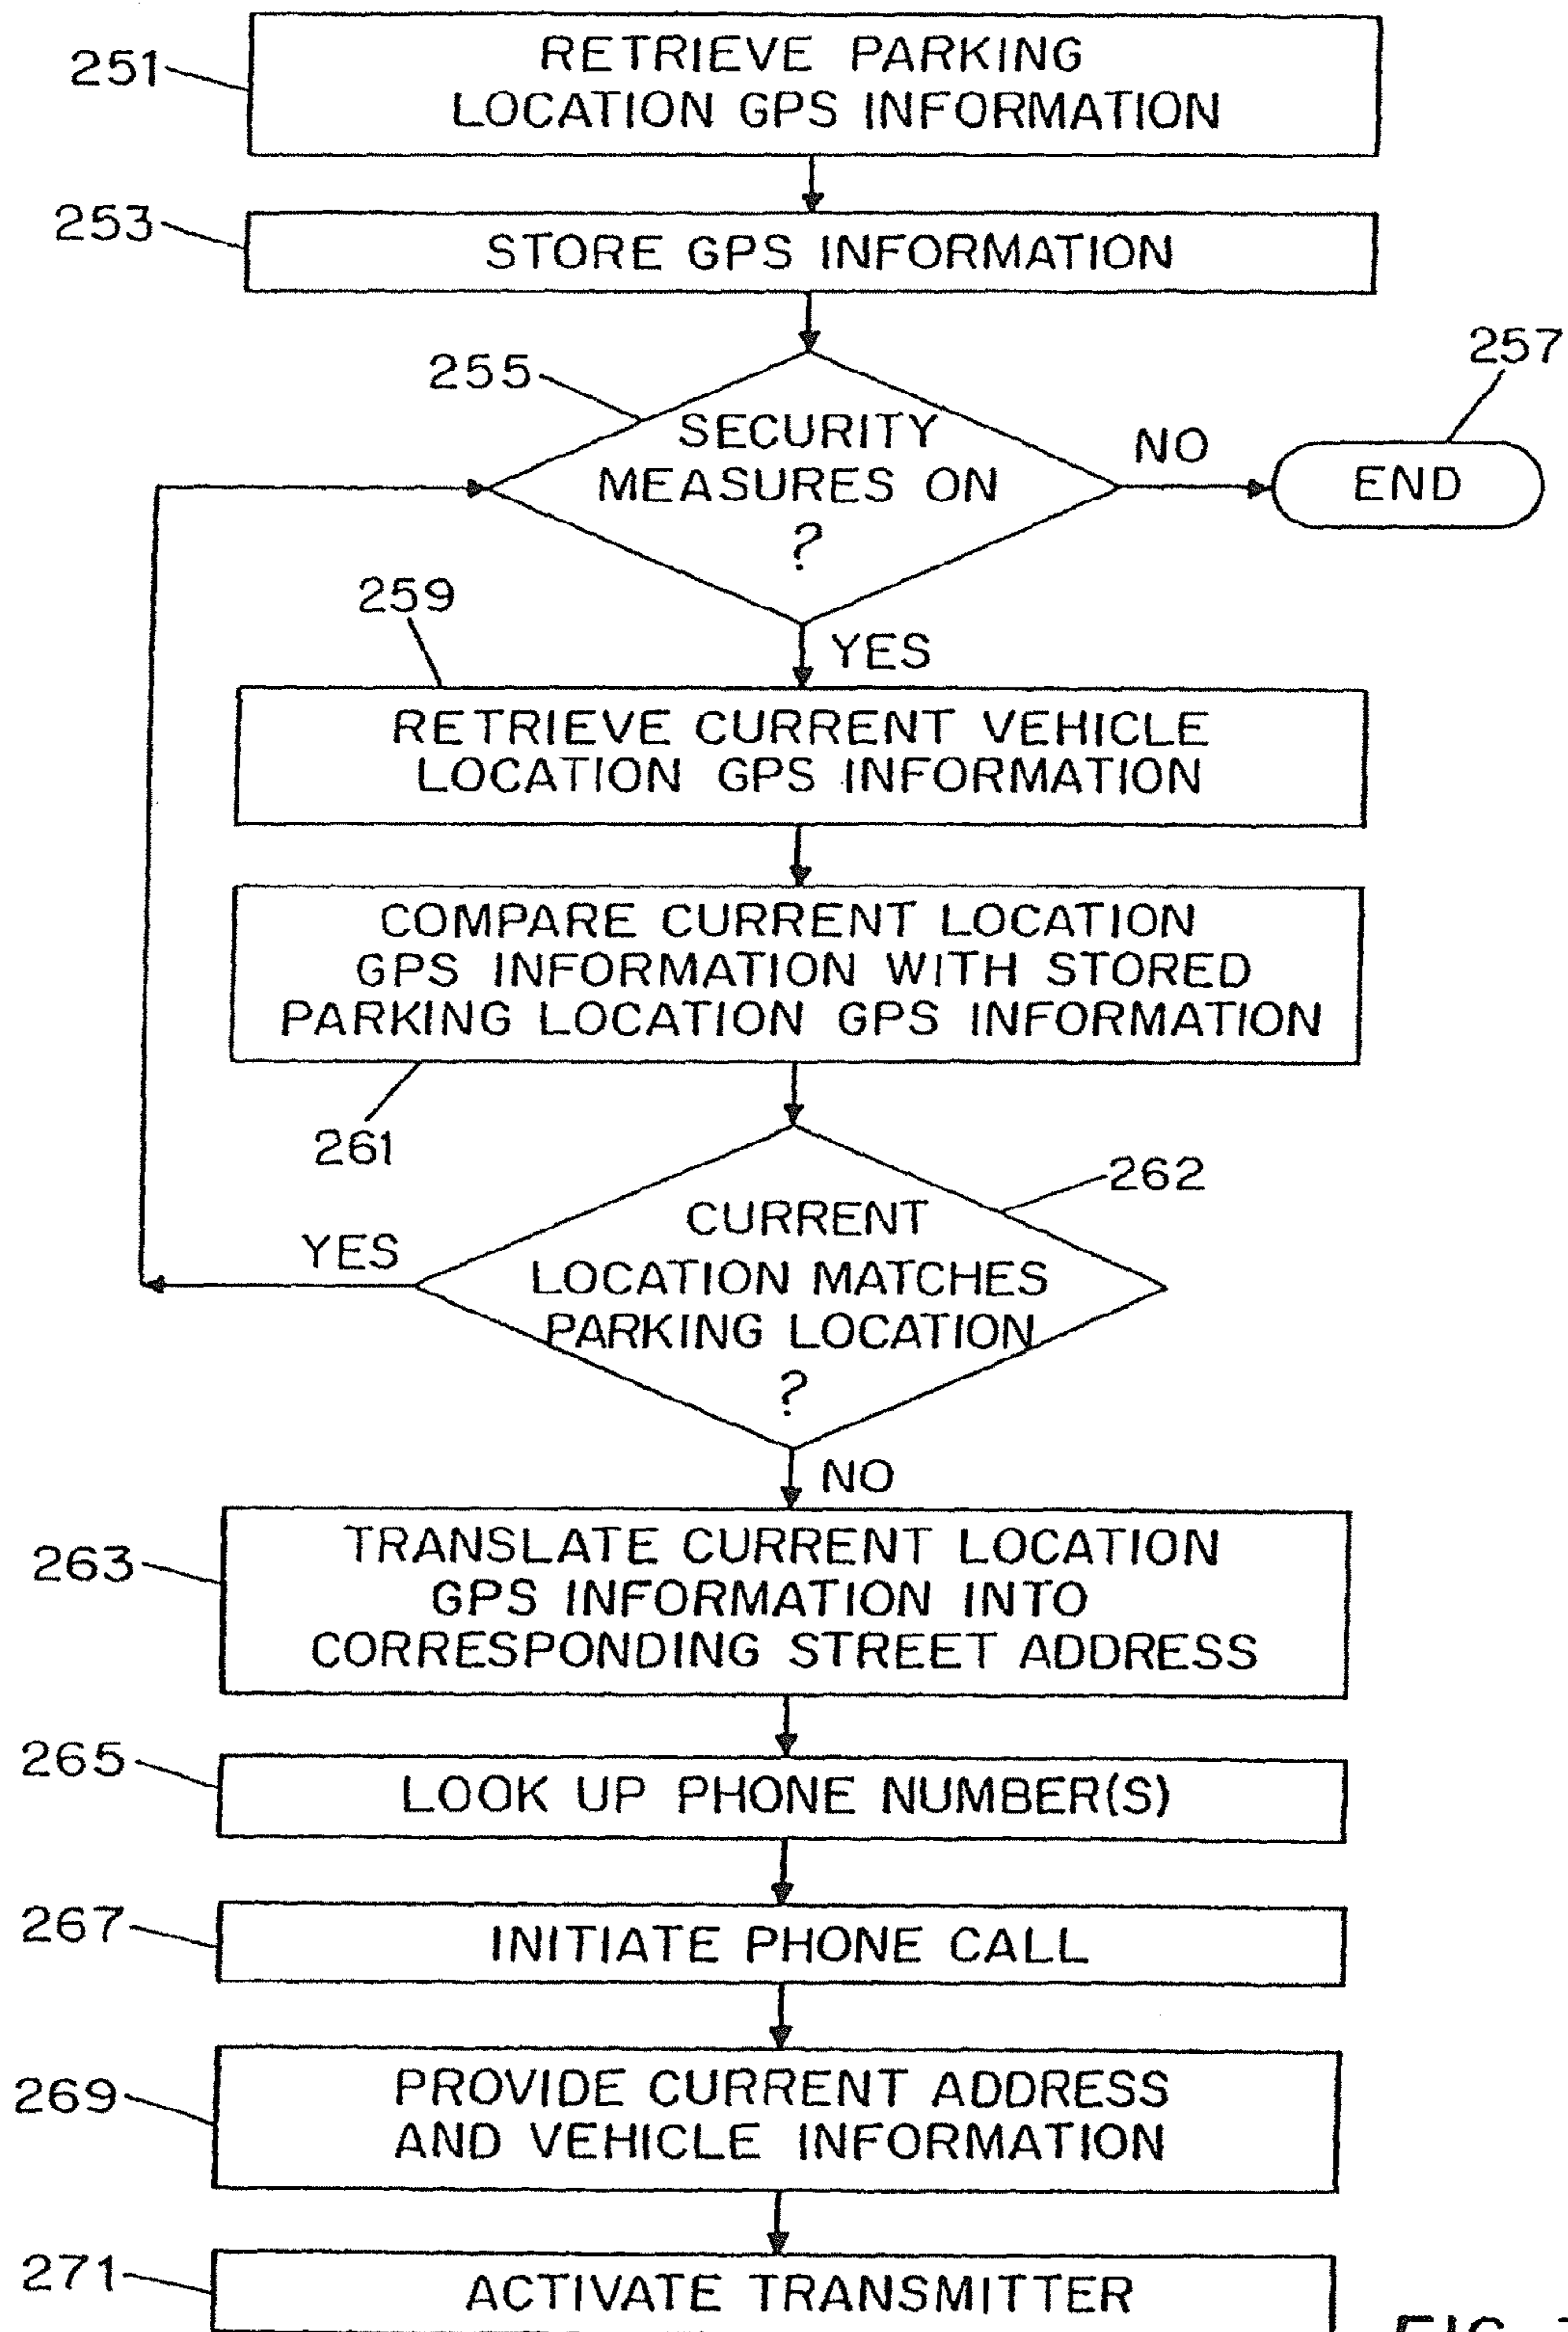 251
RETRIEVE PARKING
LOCATION GPS INFORMATION
253
STORE GPS INFORMATION
255
SECURITY
MEASURES ON
?
NO
257
END
YES
259
RETRIEVE CURRENT VEHICLE
LOCATION GPS INFORMATION
COMPARE CURRENT LOCATION
GPS INFORMATION WITH STORED
PARKING LOCATION GPS INFORMATION
261
262
CURRENT
LOCATION MATCHES
PARKING LOCATION
?
YES
NO
263
TRANSLATE CURRENT LOCATION
GPS INFORMATION INTO
CORRESPONDING STREET ADDRESS
265
LOOK UP PHONE NUMBER(S)
267
INITIATE PHONE CALL
269
PROVIDE CURRENT ADDRESS
AND VEHICLE INFORMATION
271
ACTIVATE TRANSMITTER
FIG.